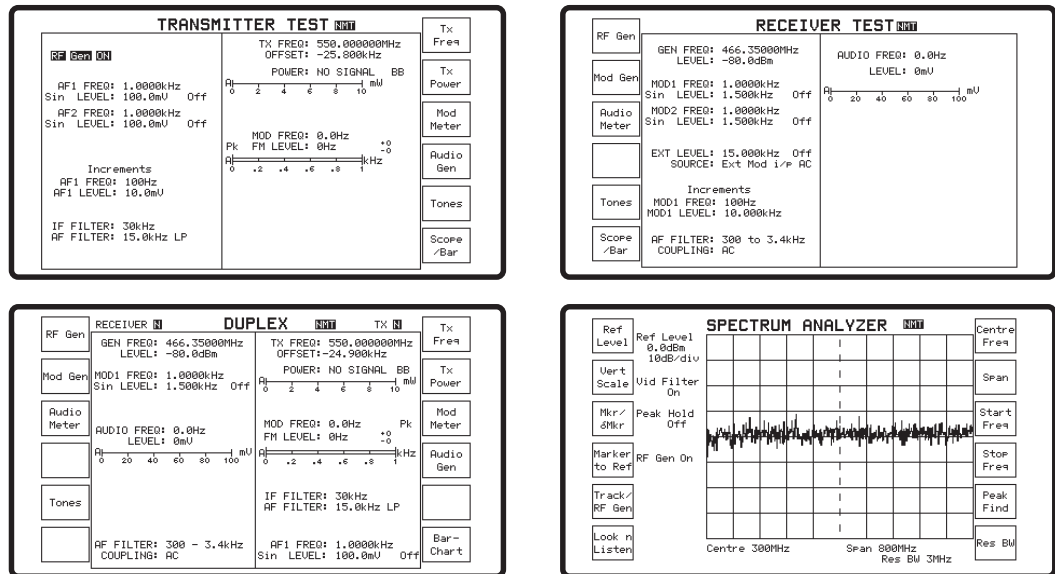 TRANSMITTER TEST NMT
RF Gen ON
AF1 FREQ: 1.0000kHz
Sin LEVEL: 100.0mV Off
AF2 FREQ: 1.0000kHz
Sin LEVEL: 100.0mV Off
Increments
AF1 FREQ: 100Hz
AF1 LEVEL: 10.0mV
IF FILTER: 30kHz
AF FILTER: 15.0kHz LP
TX FREQ: 550.000000MHz
OFFSET: -25.800kHz
POWER: NO SIGNAL BB
A mW
0 2 4 6 8 10
MOD FREQ: 0.0Hz
Pk FM LEVEL: 0Hz +0
-0
A kHz
0 .2 .4 .6 .8 1
Tx
Freq
Tx
Power
Mod
Meter
Audio
Gen
Tones
Scope
/Bar
RECEIVER TEST NMT
RF Gen
Mod Gen
Audio
Meter
Tones
Scope
/Bar
GEN FREQ: 466.35000MHz
LEVEL: -80.0dBm
MOD1 FREQ: 1.0000kHz
Sin LEVEL: 1.500kHz Off
MOD2 FREQ: 1.0000kHz
Sin LEVEL: 1.500kHz Off
EXT LEVEL: 15.000kHz Off
SOURCE: Ext Mod i/p AC
Increments
MOD1 FREQ: 100Hz
MOD1 LEVEL: 10.000kHz
AF FILTER: 300 to 3.4kHz
COUPLING: AC
AUDIO FREQ: 0.0Hz
LEVEL: 0mV
A mV
0 20 40 60 80 100
RECEIVER N DUPLEX NMT TX N
RF Gen
Mod Gen
Audio
Meter
Tones
GEN FREQ: 466.35000MHz
LEVEL: -80.0dBm
MOD1 FREQ: 1.0000kHz
Sin LEVEL: 1.500kHz Off
AUDIO FREQ: 0.0Hz
LEVEL: 0mV
A mV
0 20 40 60 80 100
AF FILTER: 300 - 3.4kHz
COUPLING: AC
TX FREQ: 550.000000MHz
OFFSET:-24.900kHz
POWER: NO SIGNAL BB
A mW
0 2 4 6 8 10
MOD FREQ: 0.0Hz Pk
FM LEVEL: 0Hz +0
-0
A kHz
0 .2 .4 .6 .8 1
IF FILTER: 30kHz
AF FILTER: 15.0kHz LP
AF1 FREQ: 1.0000kHz
Sin LEVEL: 100.0mV Off
Tx
Freq
Tx
Power
Mod
Meter
Audio
Gen
Bar-
Chart
SPECTRUM ANALYZER NMT
Ref
Level
Vert
Scale
Mkr/
δMkr
Marker
to Ref
Track/
RF Gen
Look n
Listen
Ref Level
0.0dBm
10dB/div
Vid Filter
On
Peak Hold
Off
RF Gen On
Centre 300MHz Span 800MHz
Res BW 3MHz
Centre
Freq
Span
Start
Freq
Stop
Freq
Peak
Find
Res BW